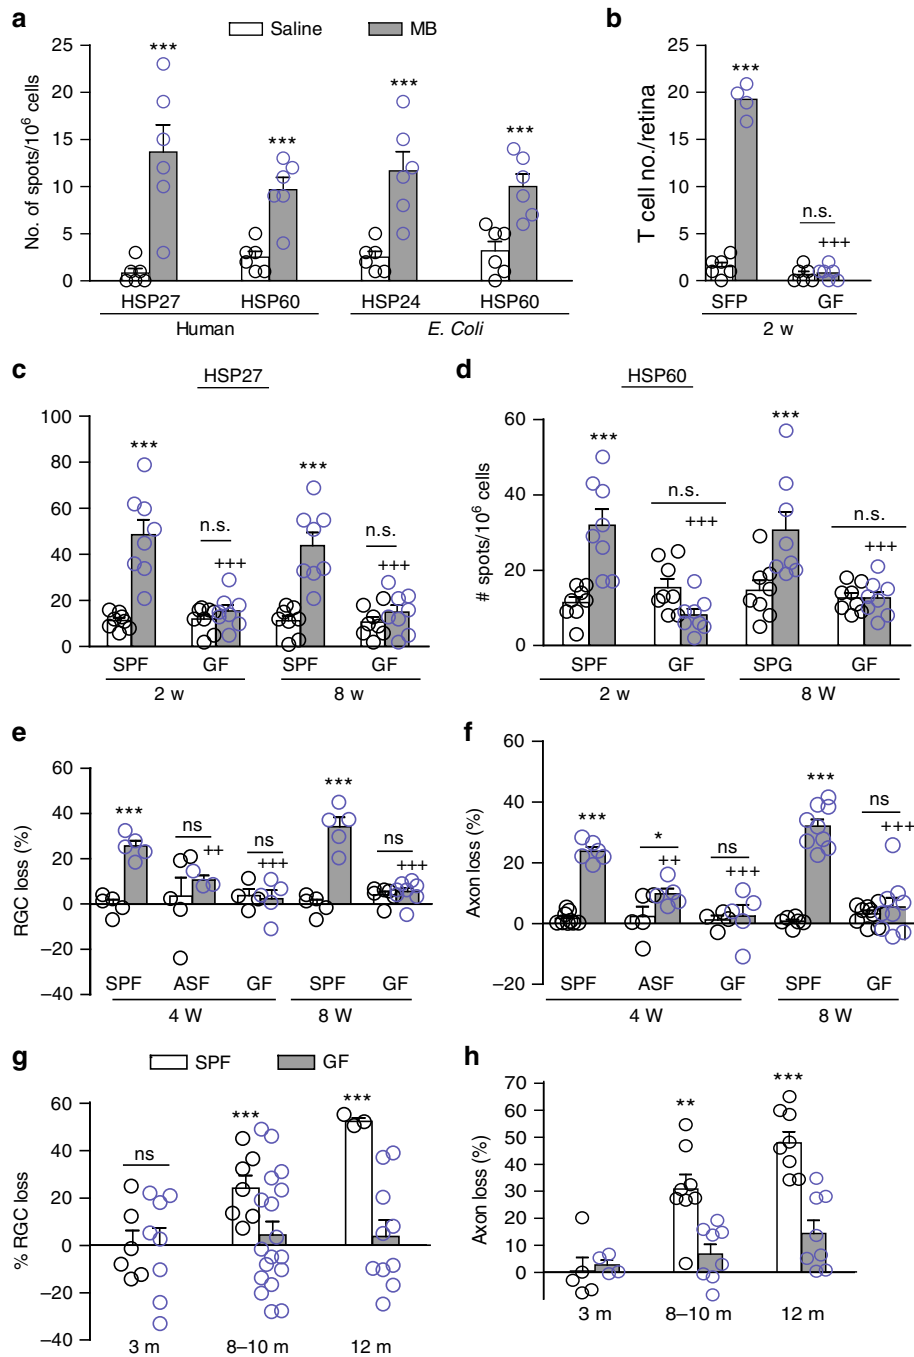 a
Saline MB
No. of spots/10⁶ cells
25
20
15
10
5
0
***
***
***
***
HSP27 HSP60 HSP24 HSP60
Human E. Coli
b
T cell no./retina
25
20
15
10
5
0
***
n.s.
+++
SFP GF
2 w
c
HSP27
100
80
60
40
20
0
***
n.s.
+++
***
n.s.
+++
SPF GF SPF GF
2 w 8 w
d
HSP60
# spots/10⁶ cells
60
40
20
0
***
n.s.
+++
***
n.s.
+++
SPF GF SPG GF
2 w 8 W
e
RGC loss (%)
60
40
20
0
−20
−40
***
ns
++
ns
+++
***
ns
+++
SPF ASF GF SPF GF
4 W 8 W
f
Axon loss (%)
60
40
20
0
−20
***
*
++
ns
+++
***
ns
+++
SPF ASF GF SPF GF
4 W 8 W
g
SPF GF
% RGC loss
60
40
20
0
−20
−40
ns
***
***
3 m 8–10 m 12 m
h
Axon loss (%)
70
60
50
40
30
20
10
0
**
***
3 m 8–10 m 12 m